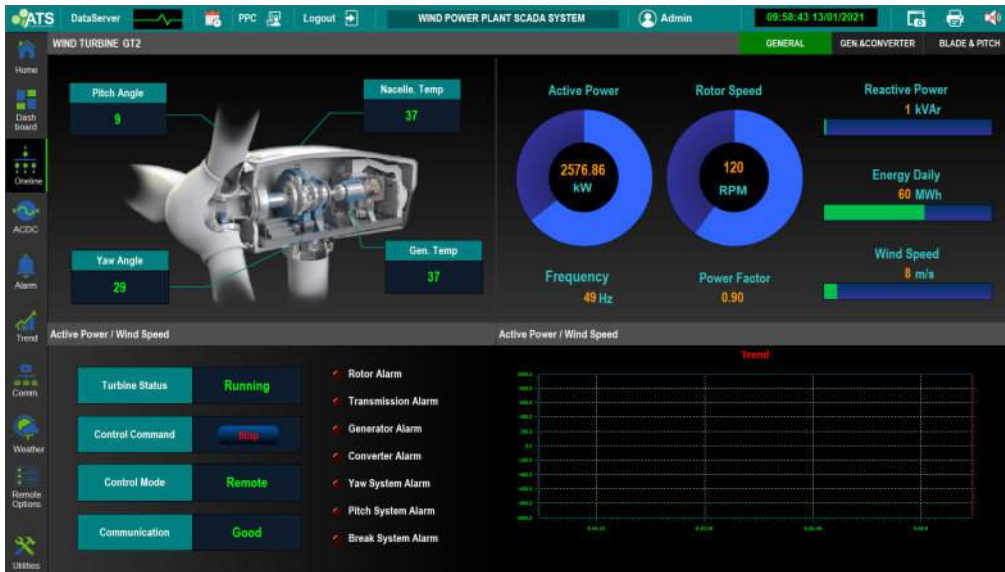 ATS DataServer PPC Logout WIND POWER PLANT SCADA SYSTEM Admin 09:58:43 13/01/2021
WIND TURBINE GT2 GENERAL GEN.&CONVERTER BLADE & PITCH
Home
Dash
board
Oneline
ACDC
Alarm
Trend
Comm
Weather
Remote
Options
Utilities
Pitch Angle
9
Nacelle. Temp
37
Yaw Angle
29
Gen. Temp
37
Active Power
2576.86
kW
Rotor Speed
120
RPM
Reactive Power
1 kVAr
Energy Daily
60 MWh
Wind Speed
8 m/s
Frequency
49 Hz
Power Factor
0.90
Active Power / Wind Speed
Turbine Status Running
Control Command Stop
Control Mode Remote
Communication Good
Rotor Alarm
Transmission Alarm
Generator Alarm
Converter Alarm
Yaw System Alarm
Pitch System Alarm
Break System Alarm
Active Power / Wind Speed
Trend